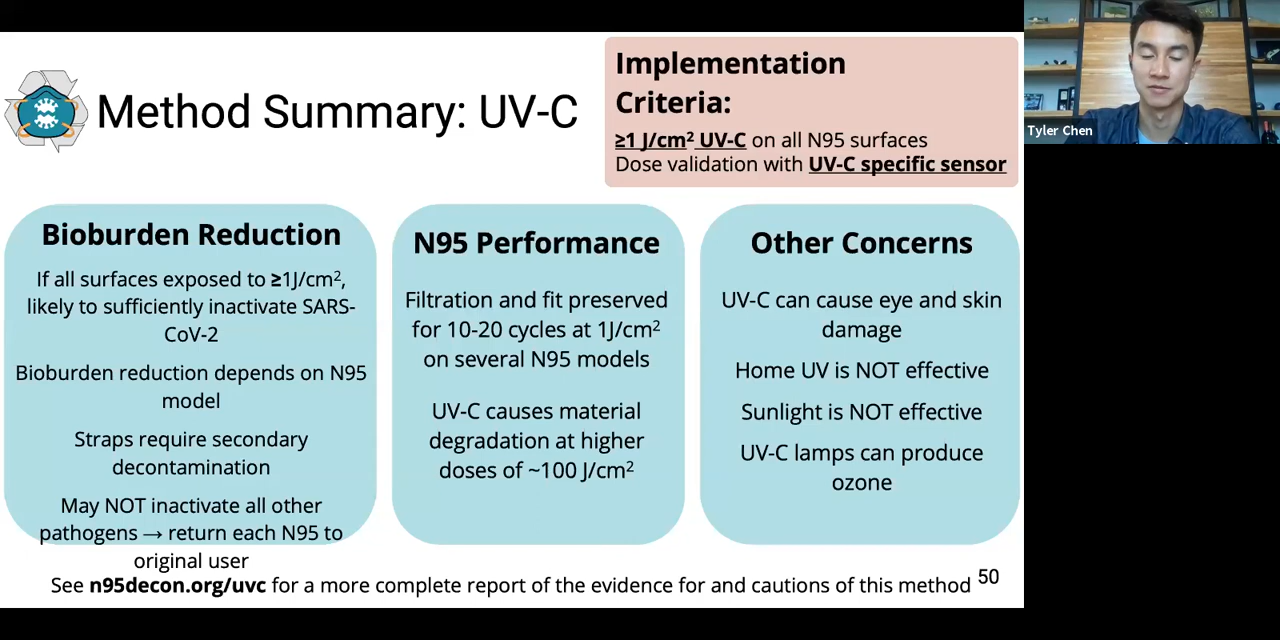 Method Summary: UV-C
Implementation
Criteria:
≥1 J/cm² UV-C on all N95 surfaces
Dose validation with UV-C specific sensor
Tyler Chen
Bioburden Reduction
If all surfaces exposed to ≥1J/cm²,
likely to sufficiently inactivate SARS-
CoV-2
Bioburden reduction depends on N95
model
Straps require secondary
decontamination
May NOT inactivate all other
pathogens → return each N95 to
original user
N95 Performance
Filtration and fit preserved
for 10-20 cycles at 1J/cm²
on several N95 models
UV-C causes material
degradation at higher
doses of ~100 J/cm²
Other Concerns
UV-C can cause eye and skin
damage
Home UV is NOT effective
Sunlight is NOT effective
UV-C lamps can produce
ozone
See n95decon.org/uvc for a more complete report of the evidence for and cautions of this method
50